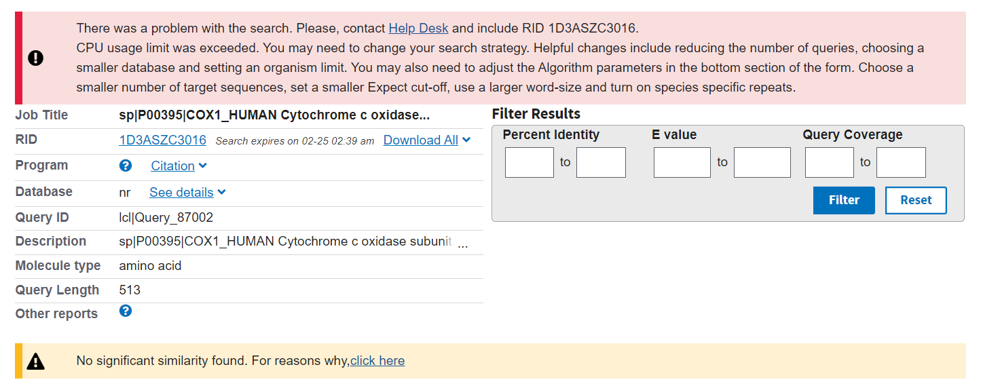 There was a problem with the search. Please, contact Help Desk and include RID 1D3ASZC3016.
CPU usage limit was exceeded. You may need to change your search strategy. Helpful changes include reducing the number of queries, choosing a
smaller database and setting an organism limit. You may also need to adjust the Algorithm parameters in the bottom section of the form. Choose a
smaller number of target sequences, set a smaller Expect cut-off, use a larger word-size and turn on species specific repeats.
Job Title sp|P00395|COX1_HUMAN Cytochrome c oxidase...
RID 1D3ASZC3016 Search expires on 02-25 02:39 am Download All
Program ? Citation
Database nr See details
Query ID lcl|Query_87002
Description sp|P00395|COX1_HUMAN Cytochrome c oxidase subunit ...
Molecule type amino acid
Query Length 513
Other reports ?
Filter Results
Percent Identity E value Query Coverage
to to to
Filter Reset
No significant similarity found. For reasons why,click here